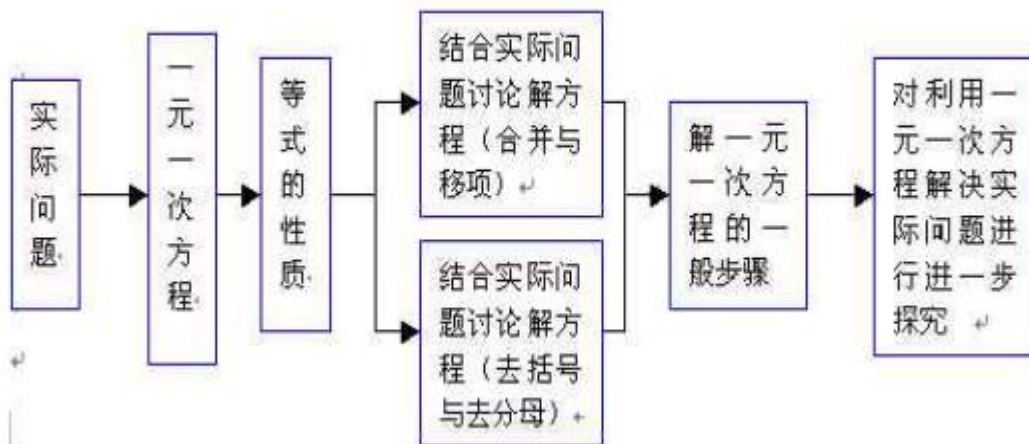 实际问题
一元一次方程
等式的性质
结合实际问
题讨论解方
程（合并与
移项）
结合实际问
题讨论解方
程（去括号
与去分母）
解一元
一次方
程的一
般步骤
对利用一
元一次方
程解决实
际问题进
行进一步
探究